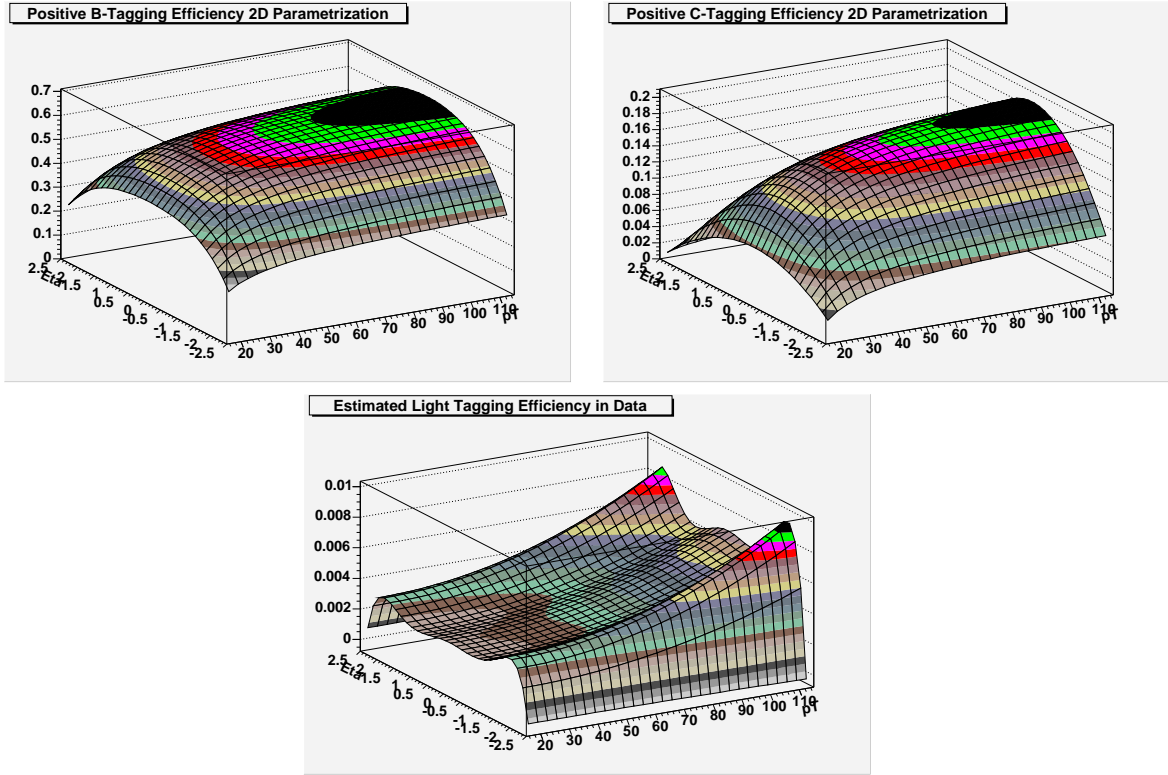 Positive B-Tagging Efficiency 2D Parametrization
0.7
0.6
0.5
0.4
0.3
0.2
0.1
0
2.5 2 1.5 1 0.5 0 -0.5 -1 -1.5 -2 -2.5
Eta
20 30 40 50 60 70 80 90 100 110
pT
Positive C-Tagging Efficiency 2D Parametrization
0.2
0.18
0.16
0.14
0.12
0.1
0.08
0.06
0.04
0.02
0
2.5 2 1.5 1 0.5 0 -0.5 -1 -1.5 -2 -2.5
Eta
20 30 40 50 60 70 80 90 100 110
pT
Estimated Light Tagging Efficiency in Data
0.01
0.008
0.006
0.004
0.002
0
2.5 2 1.5 1 0.5 0 -0.5 -1 -1.5 -2 -2.5
Eta
20 30 40 50 60 70 80 90 100 110
pT